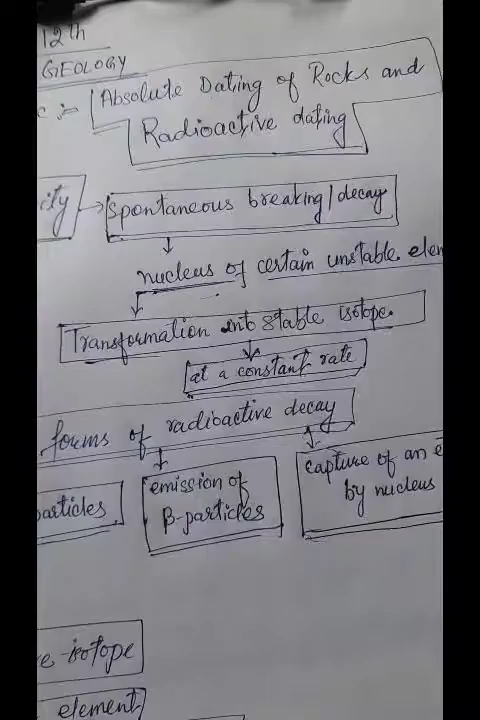 12th
GEOLOGY
c :- Absolute Dating of Rocks and
Radioactive dating
city → Spontaneous breaking/decay
nucleus of certain unstable elem
Transformation into stable isotope.
at a constant rate
forms of radioactive decay
particles
emission of
β-particles
capture of an e
by nucleus
e isotope
element